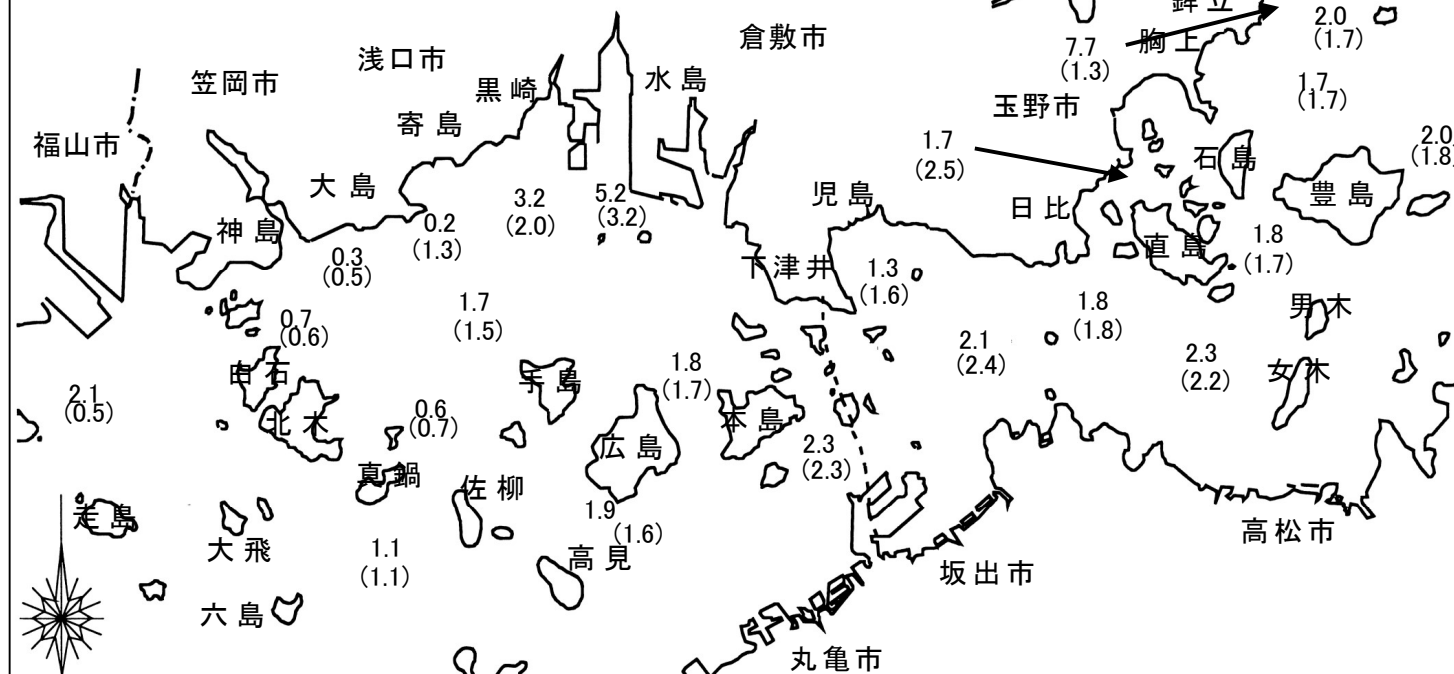 鉾立
2.0
(1.7)
倉敷市
7.7
(1.3)
胸上
浅口市
笠岡市
黒崎
水島
1.7
(1.7)
玉野市
寄島
福山市
1.7
(2.5)
石島
2.0
(1.8)
大島
3.2
(2.0)
5.2
(3.2)
児島
日比
豊島
神島
0.2
(1.3)
直島
1.8
(1.7)
0.3
(0.5)
下津井
1.3
(1.6)
1.7
(1.5)
1.8
(1.8)
男木
0.7
(0.6)
2.1
(2.4)
2.3
(2.2)
女木
白石
手島
1.8
(1.7)
2.1
(0.5)
北木
0.6
(0.7)
本島
広島
2.3
(2.3)
真鍋
佐柳
走島
1.9
(1.6)
高松市
大飛
1.1
(1.1)
高見
坂出市
六島
丸亀市